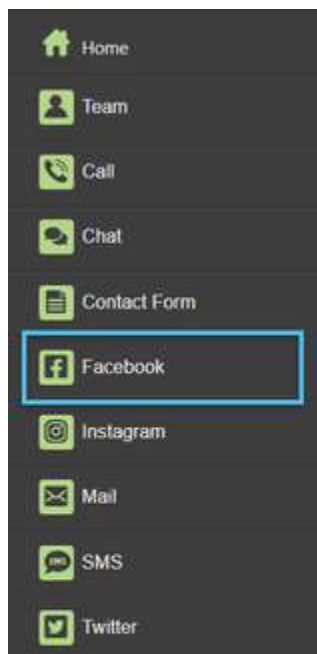 Home
Team
Call
Chat
Contact Form
Facebook
Instagram
Mail
SMS
Twitter